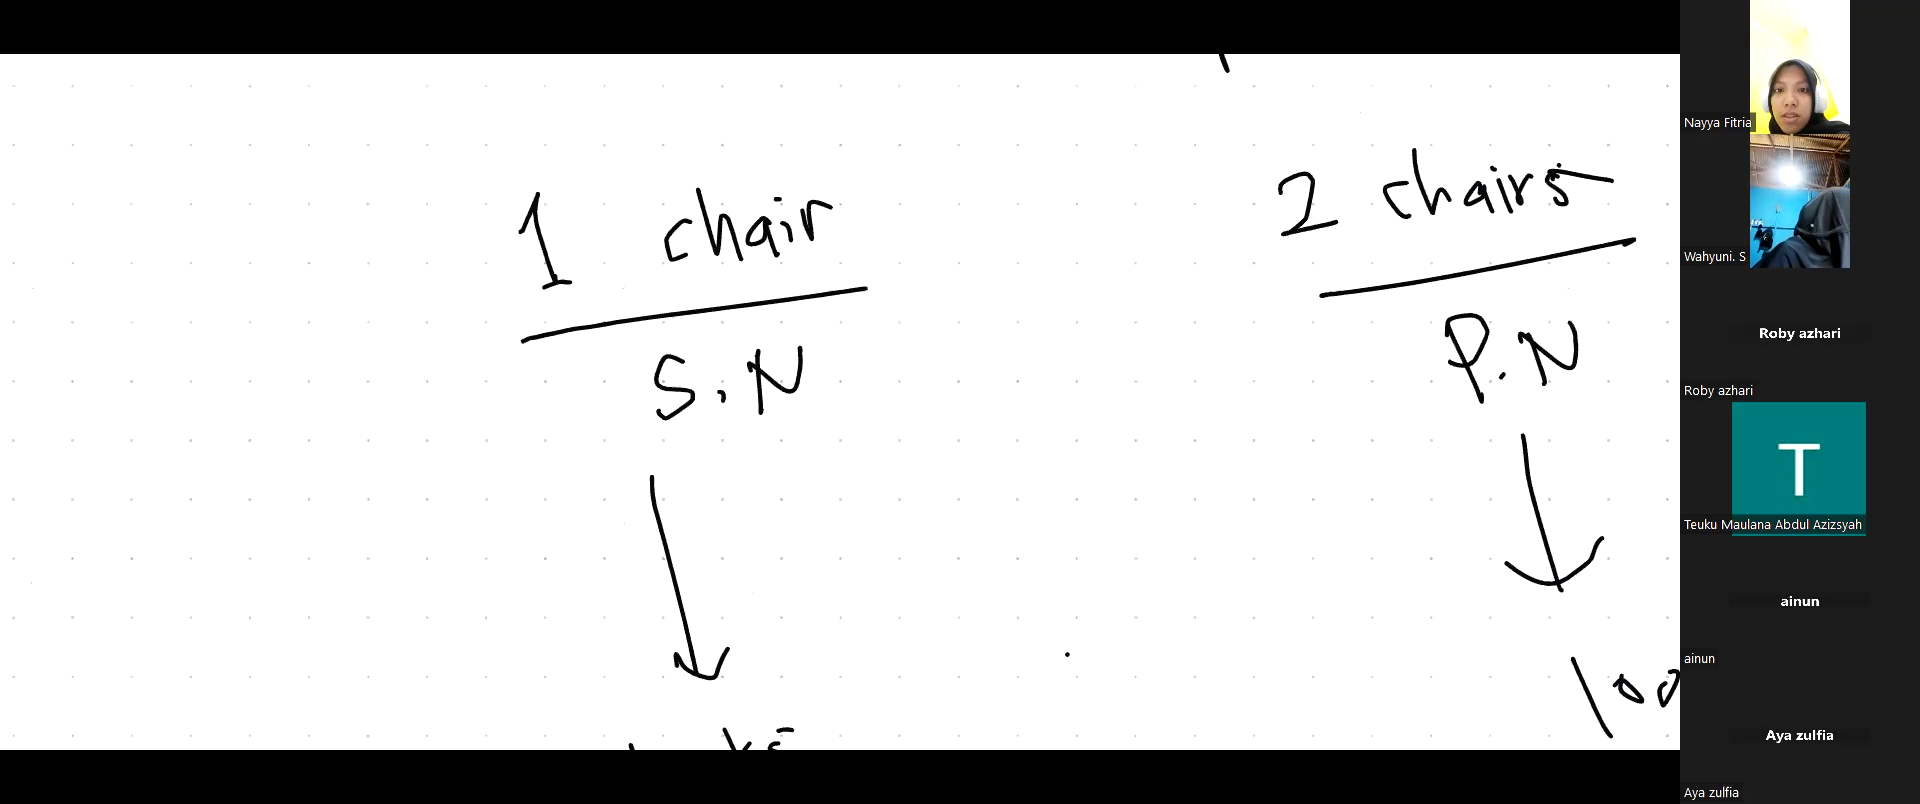 1 chair
2 chairs
S.N
P.N
Nayya Fitria
Wahyuni. S
Roby azhari
Roby azhari
T
Teuku Maulana Abdul Azizsyah
ainun
ainun
Aya zulfia
Aya zulfia